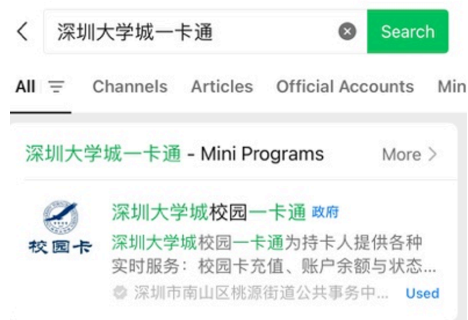 深圳大学城一卡通
Search
All
Channels
Articles
Official Accounts
Min
深圳大学城一卡通 - Mini Programs
More
校园卡
深圳大学城校园一卡通 政府
深圳大学城校园一卡通为持卡人提供各种
实时服务：校园卡充值、账户余额与状态...
深圳市南山区桃源街道公共事务中...
Used